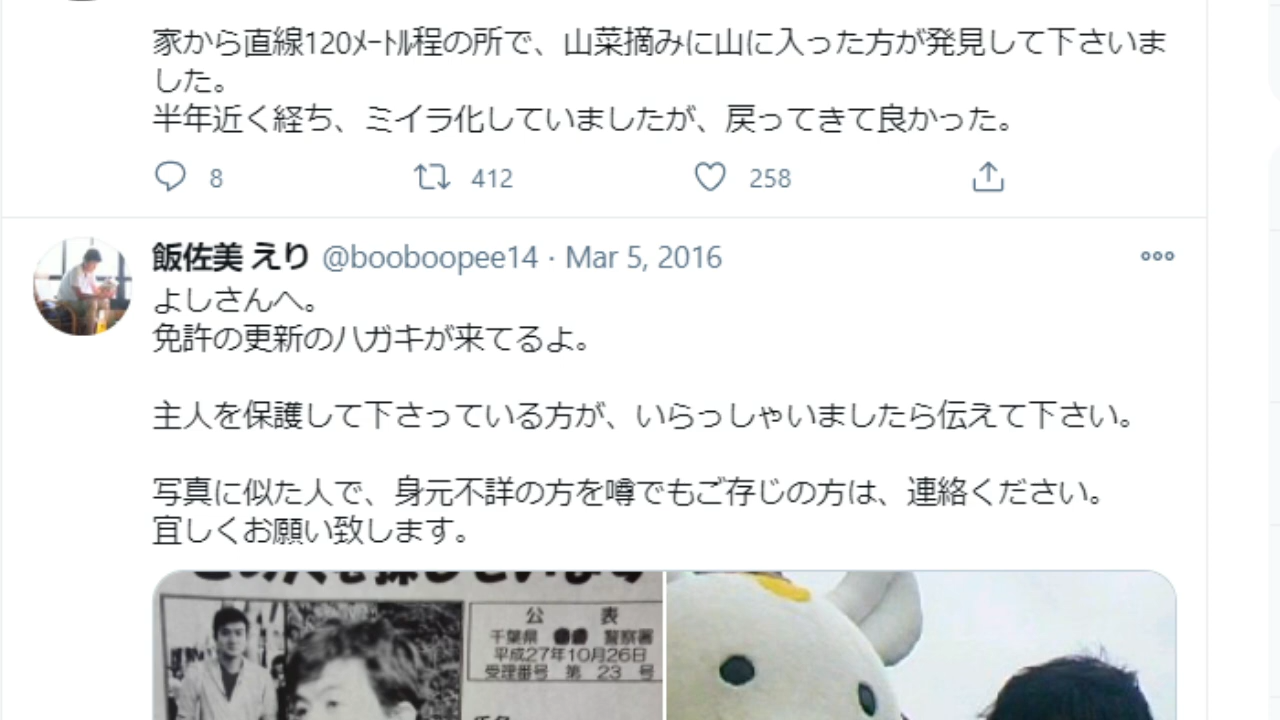 家から直線120ﾒｰﾄﾙ程の所で、山菜摘みに山に入った方が発見して下さいま
した。
半年近く経ち、ミイラ化していましたが、戻ってきて良かった。
8 412 258
飯佐美 えり @booboopee14 · Mar 5, 2016
よしさんへ。
免許の更新のハガキが来てるよ。
主人を保護して下さっている方が、いらっしゃいましたら伝えて下さい。
写真に似た人で、身元不詳の方を噂でもご存じの方は、連絡ください。
宜しくお願い致します。
この人を探しています
公 表
千葉県 警察署
平成27年10月26日
受理番号 第 23 号